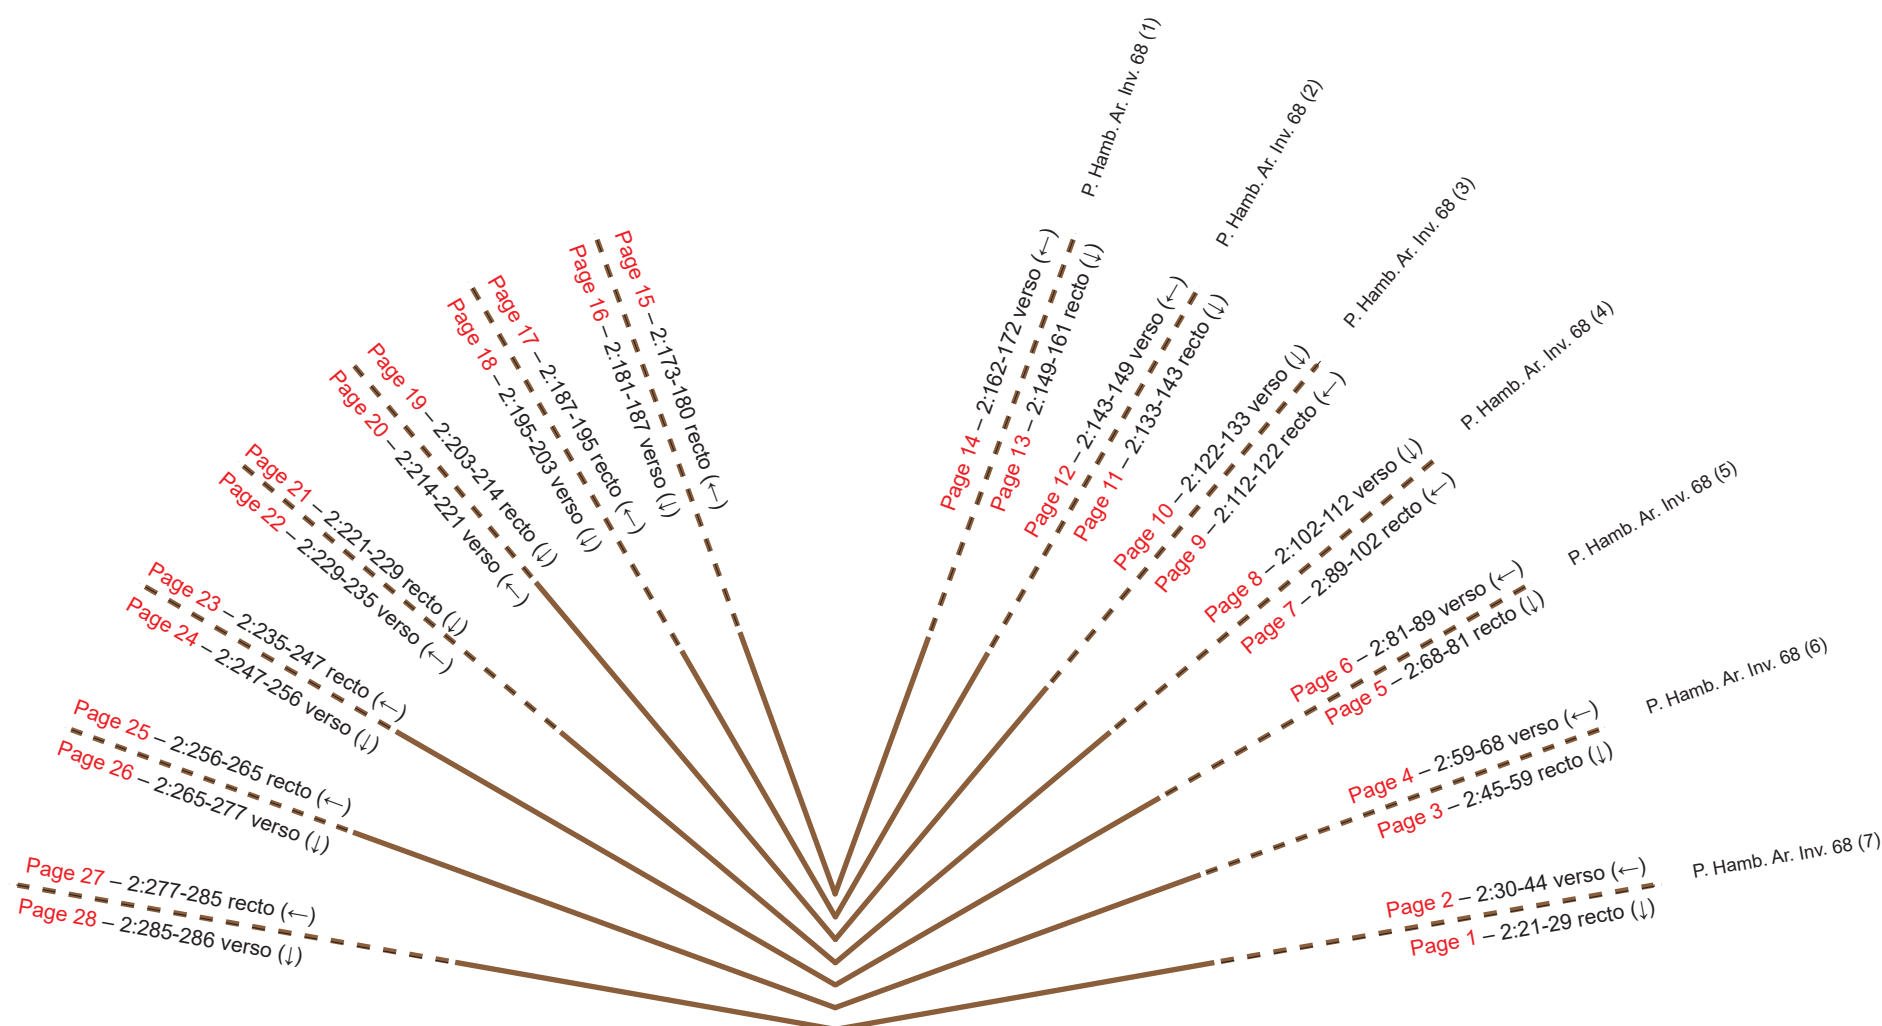 Page 28 – 2:285-286 verso (↓)
Page 27 – 2:277-285 recto (←)
Page 26 – 2:265-277 verso (↓)
Page 25 – 2:256-265 recto (←)
Page 24 – 2:247-256 verso (↓)
Page 23 – 2:235-247 recto (←)
Page 22 – 2:229-235 verso (←)
Page 21 – 2:221-229 recto (↓)
Page 20 – 2:214-221 verso (←)
Page 19 – 2:203-214 recto (↓)
Page 18 – 2:195-203 verso (↓)
Page 17 – 2:187-195 recto (←)
Page 16 – 2:181-187 verso (↓)
Page 15 – 2:173-180 recto (←)
Page 14 – 2:162-172 verso (←)
Page 13 – 2:149-161 recto (↓)
P. Hamb. Ar. Inv. 68 (1)
Page 12 – 2:143-149 verso (←)
Page 11 – 2:133-143 recto (↓)
P. Hamb. Ar. Inv. 68 (2)
Page 10 – 2:122-133 verso (↓)
Page 9 – 2:112-122 recto (←)
P. Hamb. Ar. Inv. 68 (3)
Page 8 – 2:102-112 verso (↓)
Page 7 – 2:89-102 recto (←)
P. Hamb. Ar. Inv. 68 (4)
Page 6 – 2:81-89 verso (←)
Page 5 – 2:68-81 recto (↓)
P. Hamb. Ar. Inv. 68 (5)
Page 4 – 2:59-68 verso (←)
Page 3 – 2:45-59 recto (↓)
P. Hamb. Ar. Inv. 68 (6)
Page 2 – 2:30-44 verso (←)
Page 1 – 2:21-29 recto (↓)
P. Hamb. Ar. Inv. 68 (7)